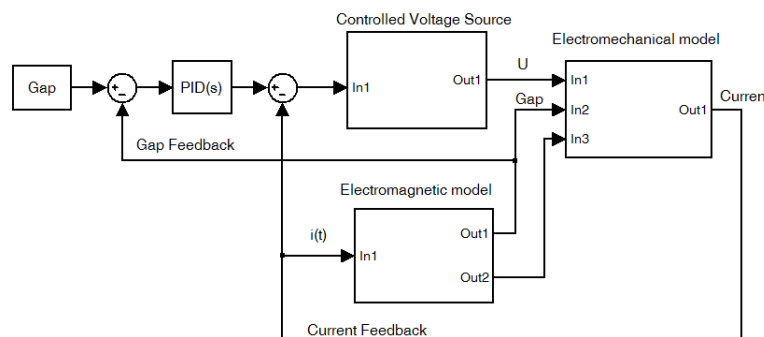 Controlled Voltage Source
Electromechanical model
Gap
PID(s)
In1
Out1
U
Gap
In1
In2
In3
Out1
Curren
Gap Feedback
Electromagnetic model
i(t)
In1
Out1
Out2
Current Feedback